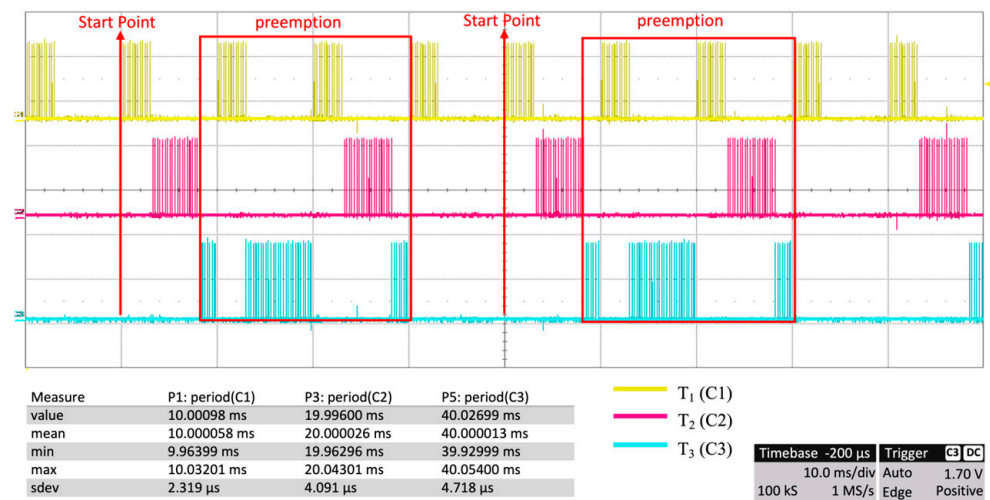 Start Point preemption Start Point preemption
Measure P1: period(C1) P3: period(C2) P5: period(C3)
value 10.00098 ms 19.99600 ms 40.02699 ms
mean 10.000058 ms 20.000026 ms 40.000013 ms
min 9.96399 ms 19.96296 ms 39.92999 ms
max 10.03201 ms 20.04301 ms 40.05400 ms
sdev 2.319 µs 4.091 µs 4.718 µs
T₁ (C1)
T₂ (C2)
T₃ (C3)
Timebase -200 µs Trigger C3 DC
10.0 ms/div Auto 1.70 V
100 kS 1 MS/s Edge Positive